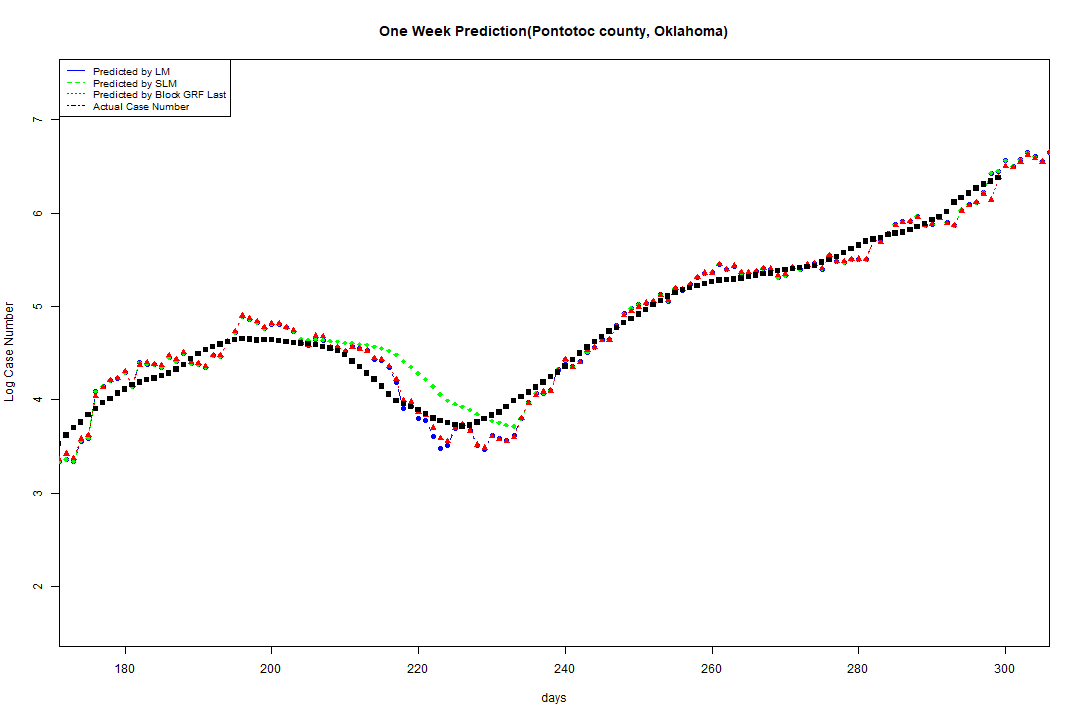 One Week Prediction(Pontotoc county, Oklahoma)
Predicted by LM
Predicted by SLM
Predicted by Block GRF Last
Actual Case Number
7
6
5
4
3
2
Log Case Number
180 200 220 240 260 280 300
days